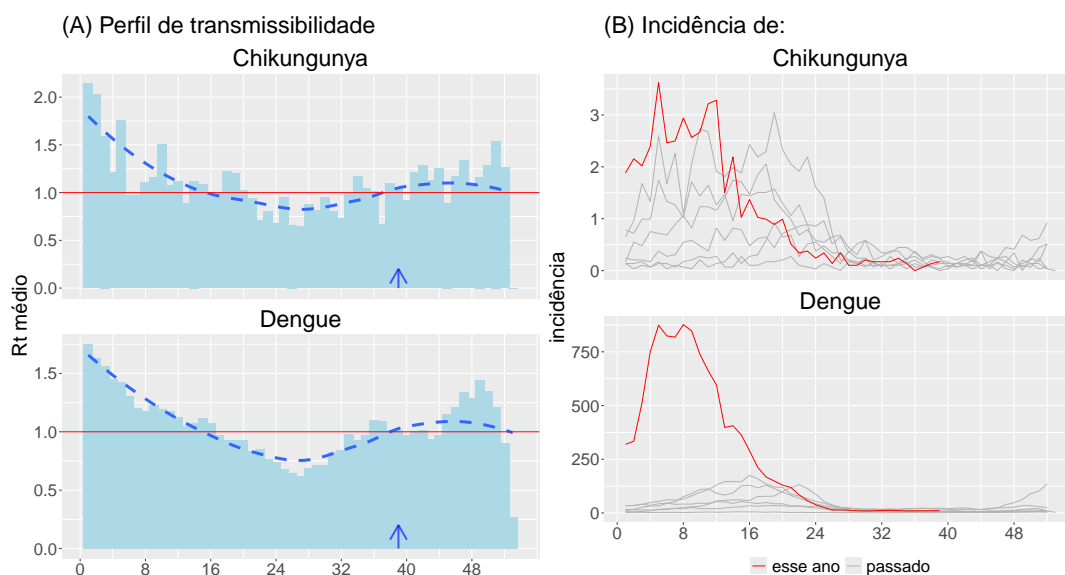 (A) Perfil de transmissibilidade
Chikungunya
Rt médio
2.0
1.5
1.0
0.5
0.0
Dengue
1.5
1.0
0.5
0.0
0 8 16 24 32 40 48
(B) Incidência de:
Chikungunya
incidência
3
2
1
0
Dengue
750
500
250
0
0 8 16 24 32 40 48
esse ano passado